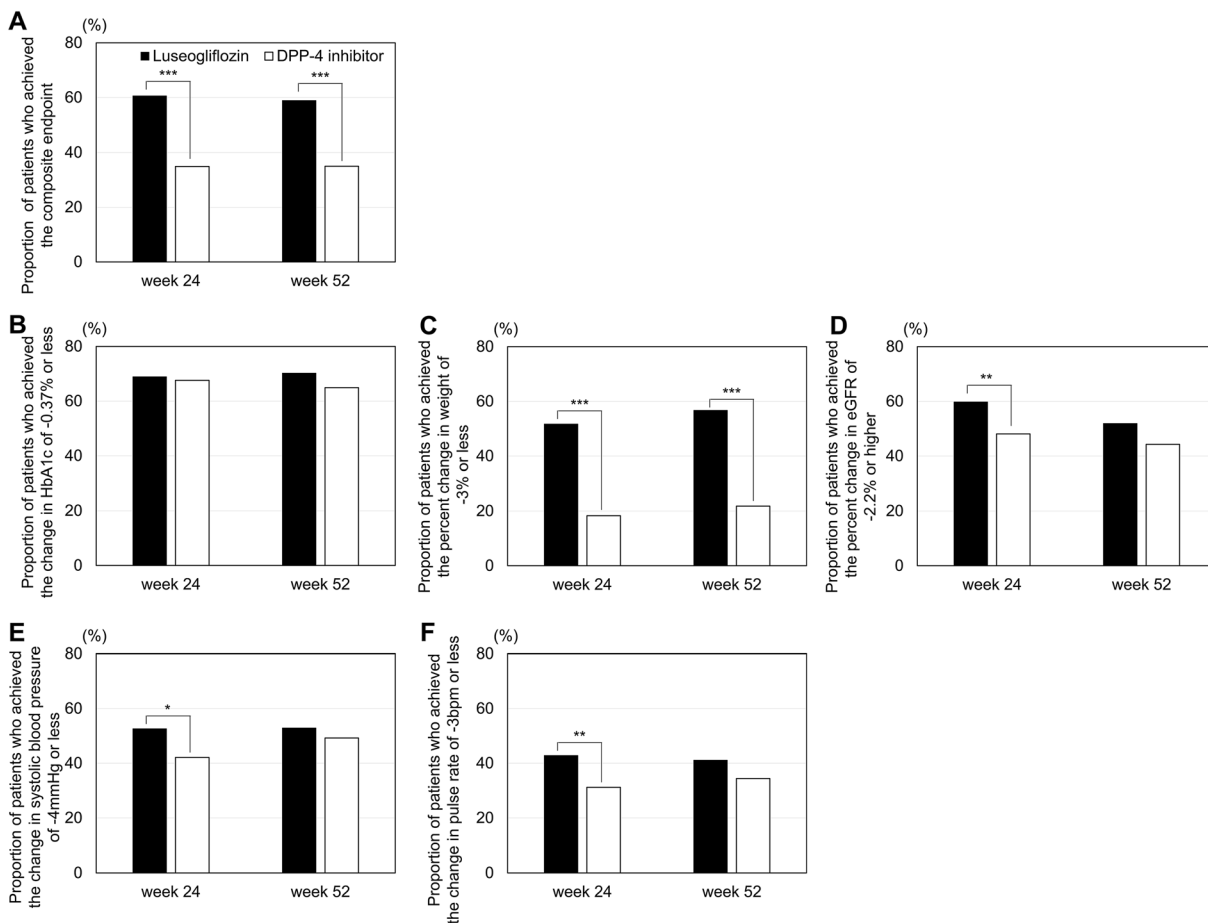 A
(%)
Proportion of patients who achieved
the composite endpoint
80
60
40
20
0
Luseogliflozin
DPP-4 inhibitor
***
***
week 24
week 52
B
(%)
Proportion of patients who achieved
the change in HbA1c of -0.37% or less
80
60
40
20
0
week 24
week 52
C
(%)
Proportion of patients who achieved
the percent change in weight of
-3% or less
80
60
40
20
0
***
***
week 24
week 52
D
(%)
Proportion of patients who achieved
the percent change in eGFR of
-2.2% or higher
80
60
40
20
0
**
week 24
week 52
E
(%)
Proportion of patients who achieved
the change in systolic blood pressure
of -4mmHg or less
80
60
40
20
0
*
week 24
week 52
F
(%)
Proportion of patients who achieved
the change in pulse rate of -3bpm or less
80
60
40
20
0
**
week 24
week 52